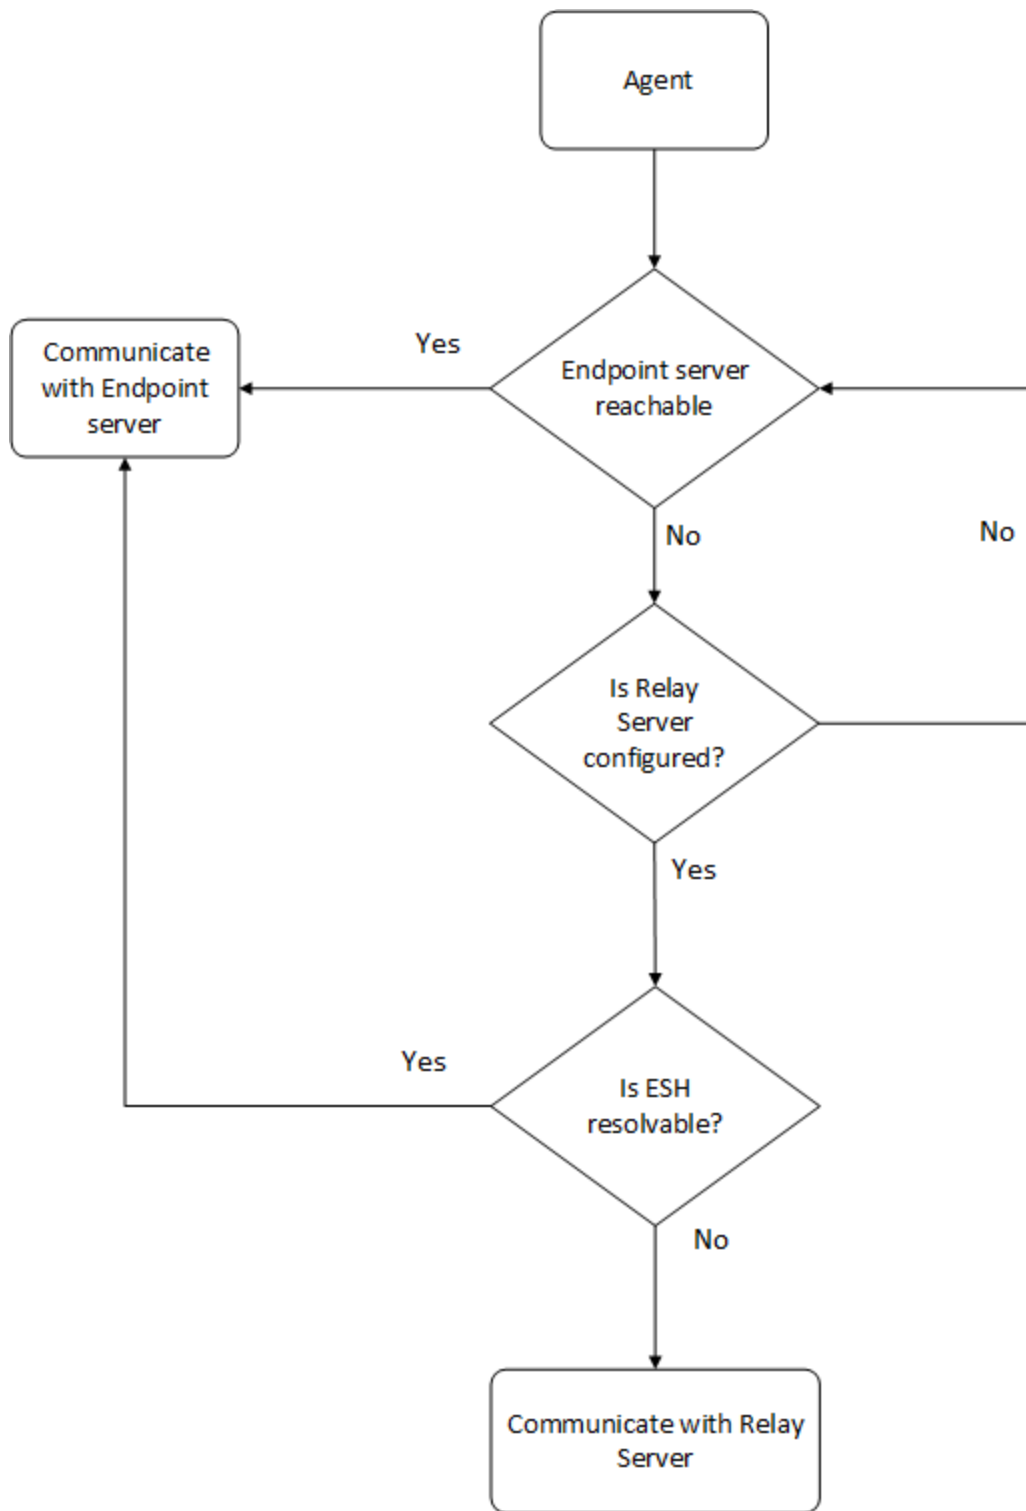 Agent
Yes
Communicate
with Endpoint
server
Endpoint server
reachable
No
No
Is Relay
Server
configured?
Yes
Yes
Is ESH
resolvable?
No
Communicate with Relay
Server